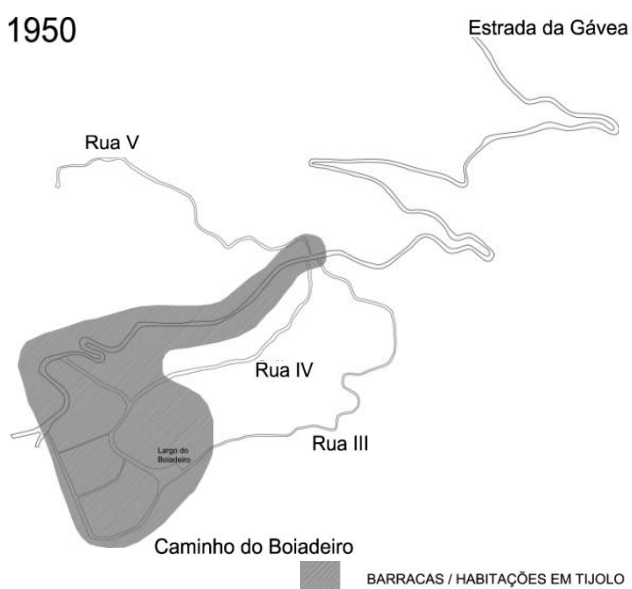 1950
Estrada da Gávea
Rua V
Rua IV
Rua III
Largo do
Boiadeiro
Caminho do Boiadeiro
BARRACAS / HABITAÇÕES EM TIJOLO